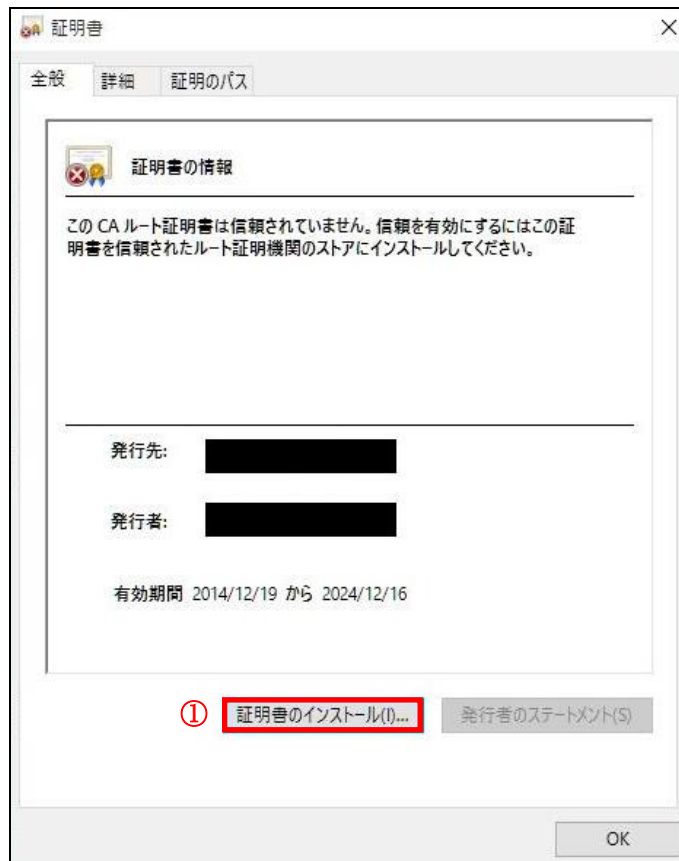 証明書
全般 詳細 証明のパス
証明書の情報
この CA ルート証明書は信頼されていません。信頼を有効にするにはこの証
明書を信頼されたルート証明機関のストアにインストールしてください。
発行先:
発行者:
有効期間 2014/12/19 から 2024/12/16
① 証明書のインストール(I)... 発行者のステートメント(S)
OK